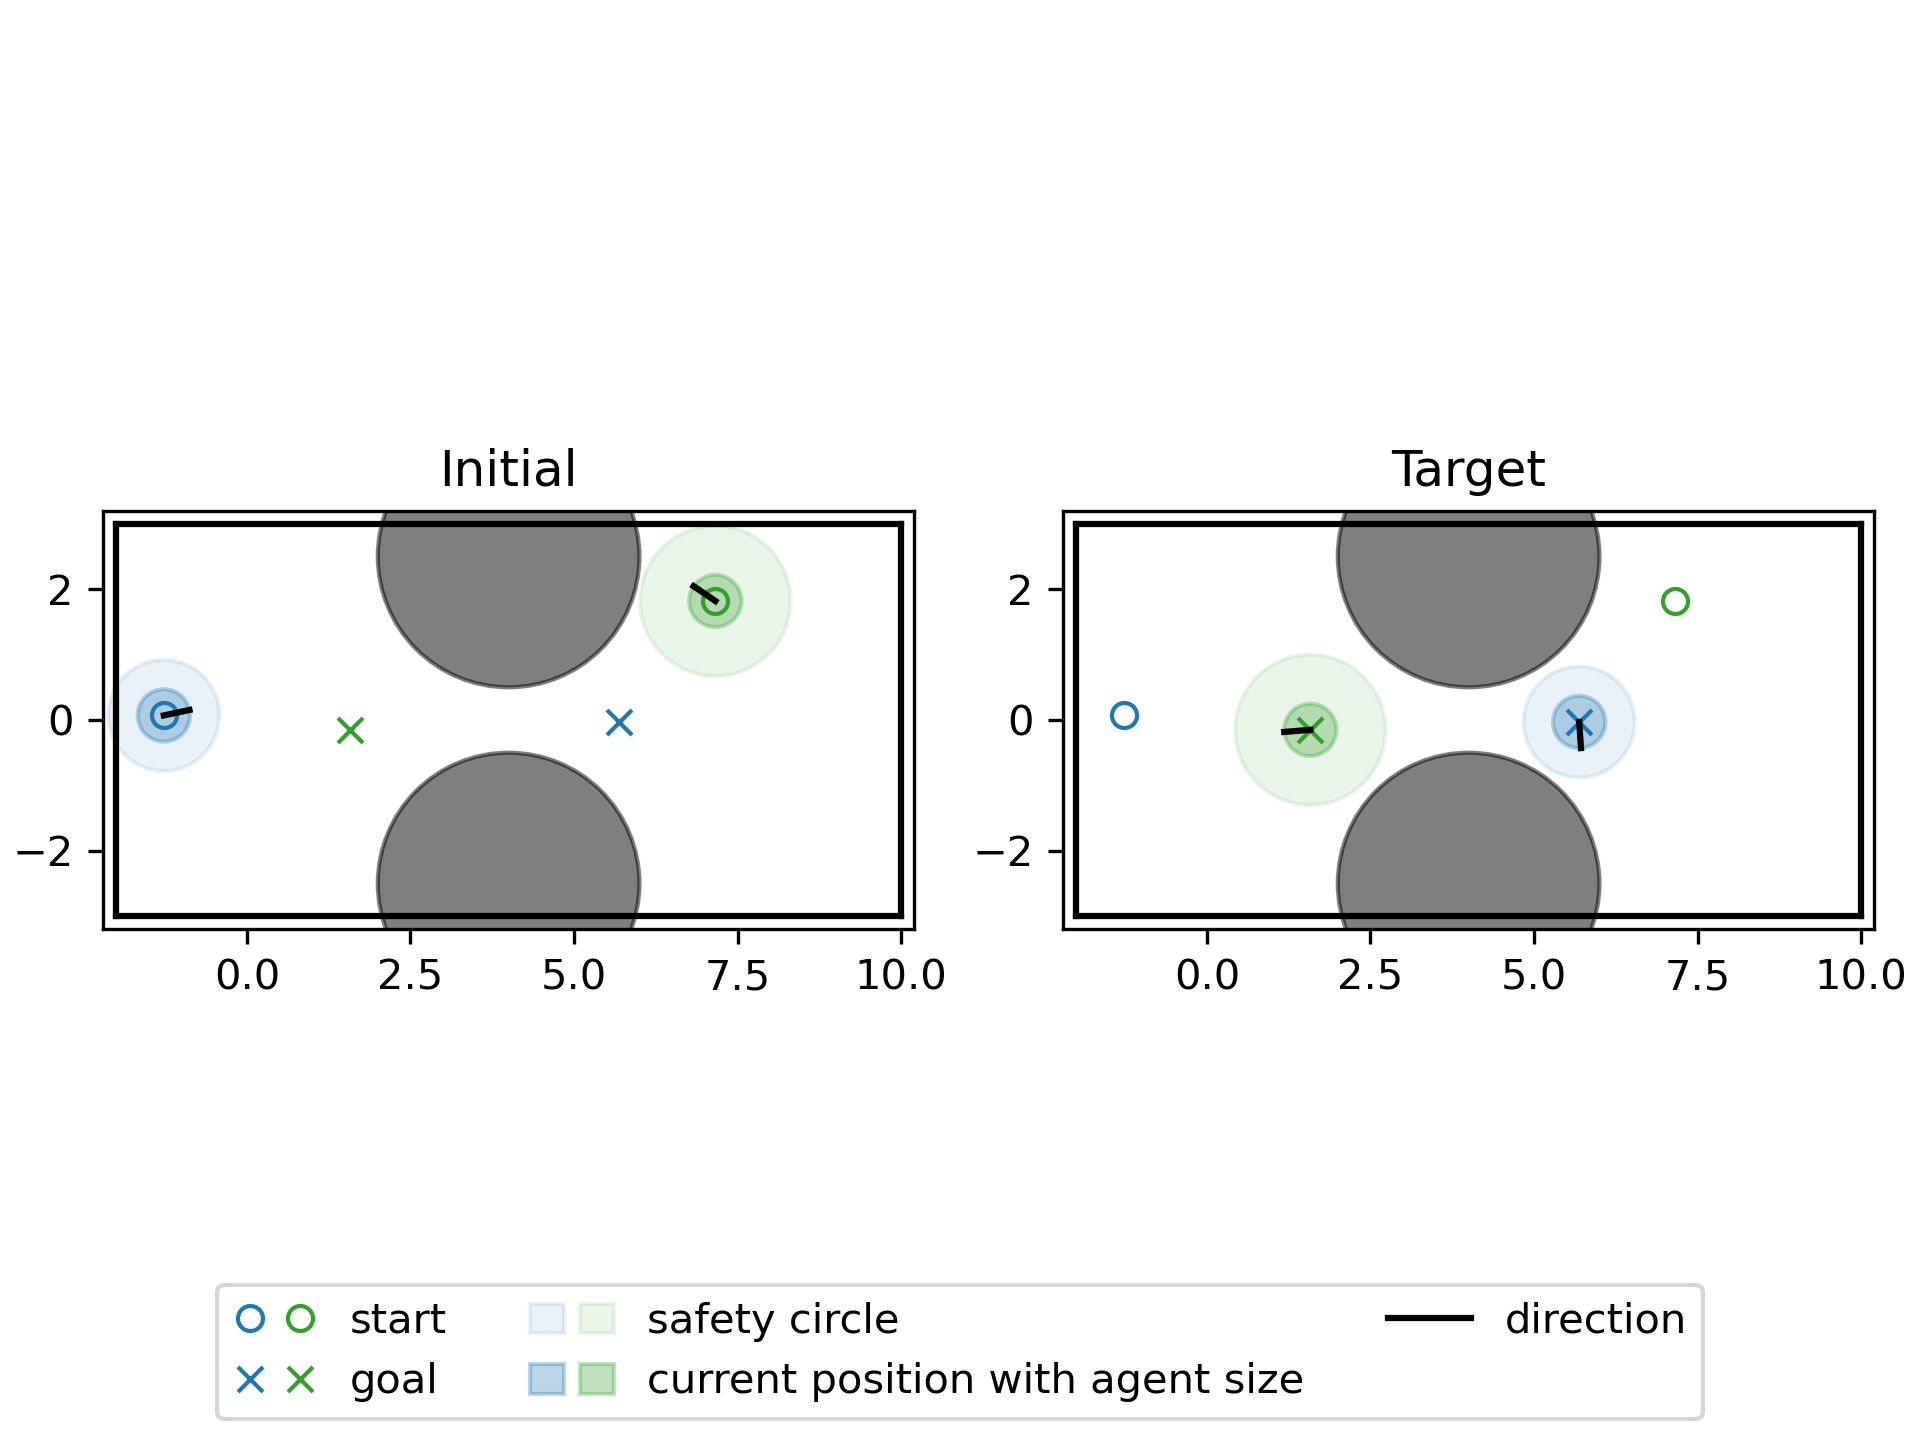 Initial
Target
2
0
−2
0.0 2.5 5.0 7.5 10.0
2
0
−2
0.0 2.5 5.0 7.5 10.0
start
goal
safety circle
current position with agent size
direction